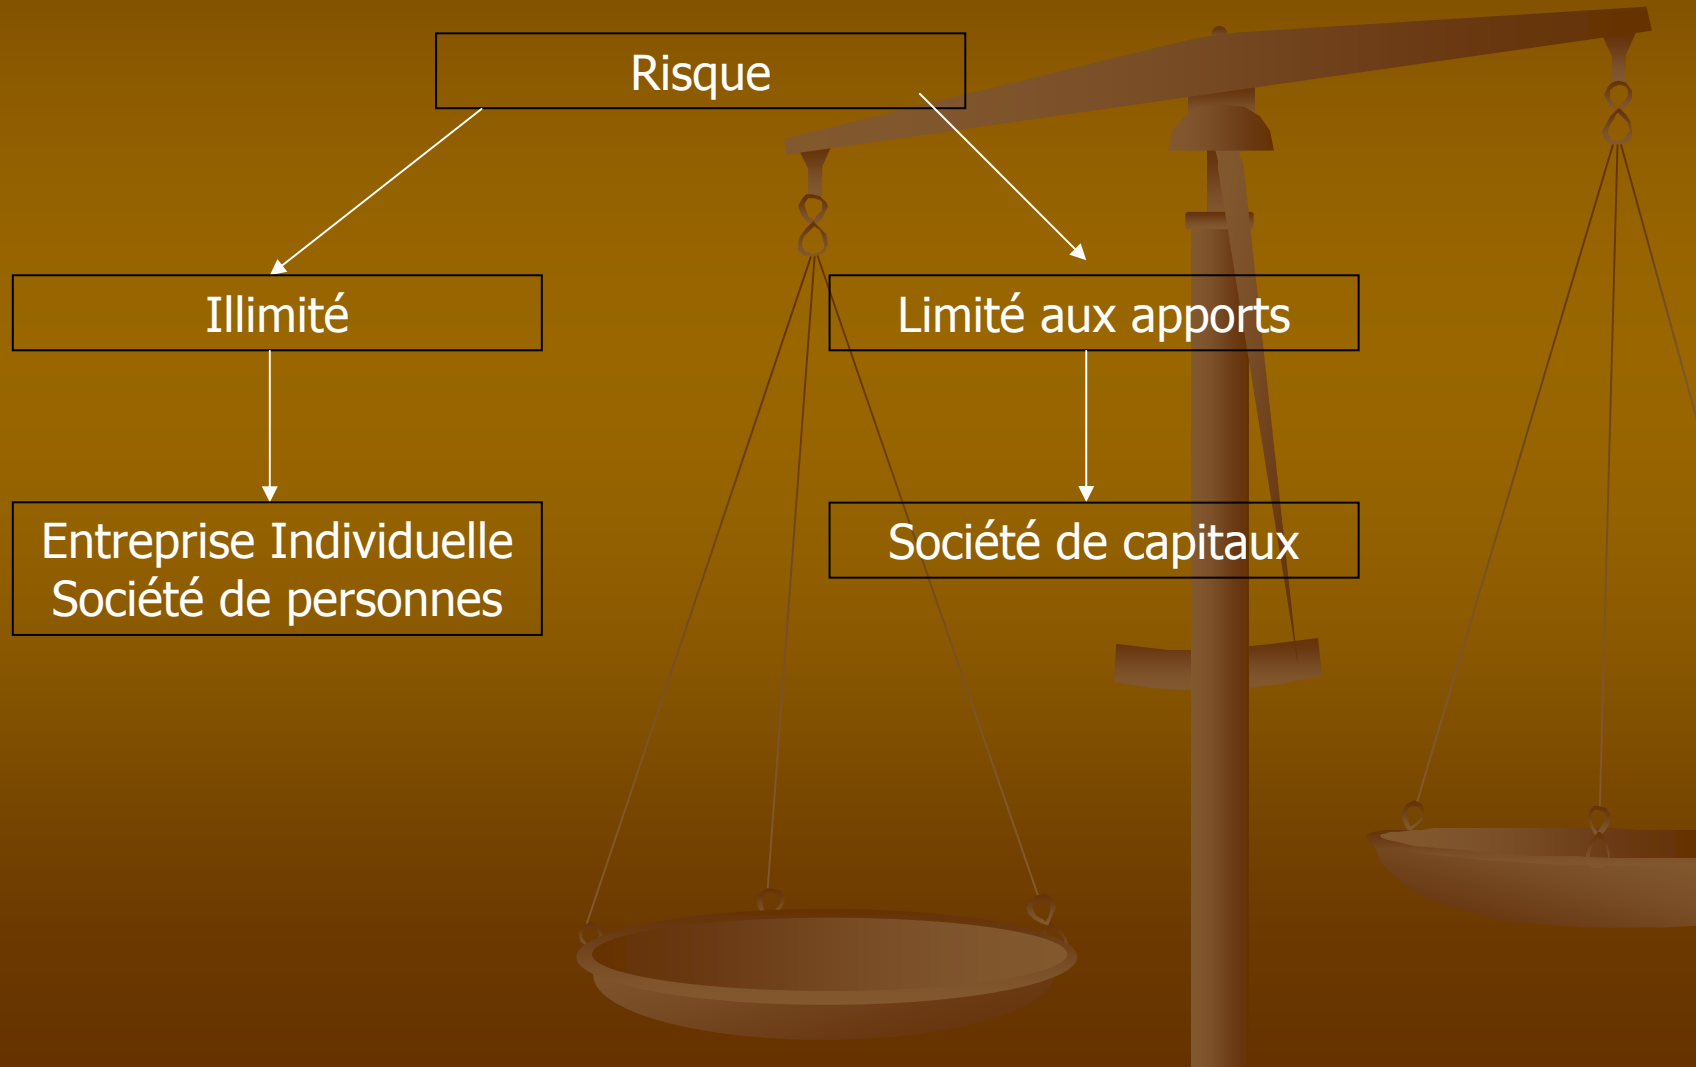 Risque
Illimité
Limité aux apports
Entreprise Individuelle
Société de personnes
Société de capitaux